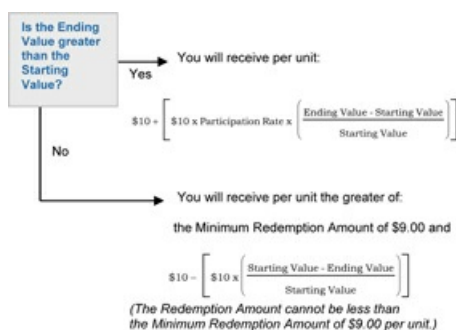 Is the Ending
Value greater
than the
Starting
Value?
Yes
You will receive per unit:
$10 + [ $10 x Participation Rate x ( Ending Value - Starting Value
Starting Value ) ]
No
You will receive per unit the greater of:
the Minimum Redemption Amount of $9.00 and
$10 – [ $10 x ( Starting Value - Ending Value
Starting Value ) ]
(The Redemption Amount cannot be less than
the Minimum Redemption Amount of $9.00 per unit.)